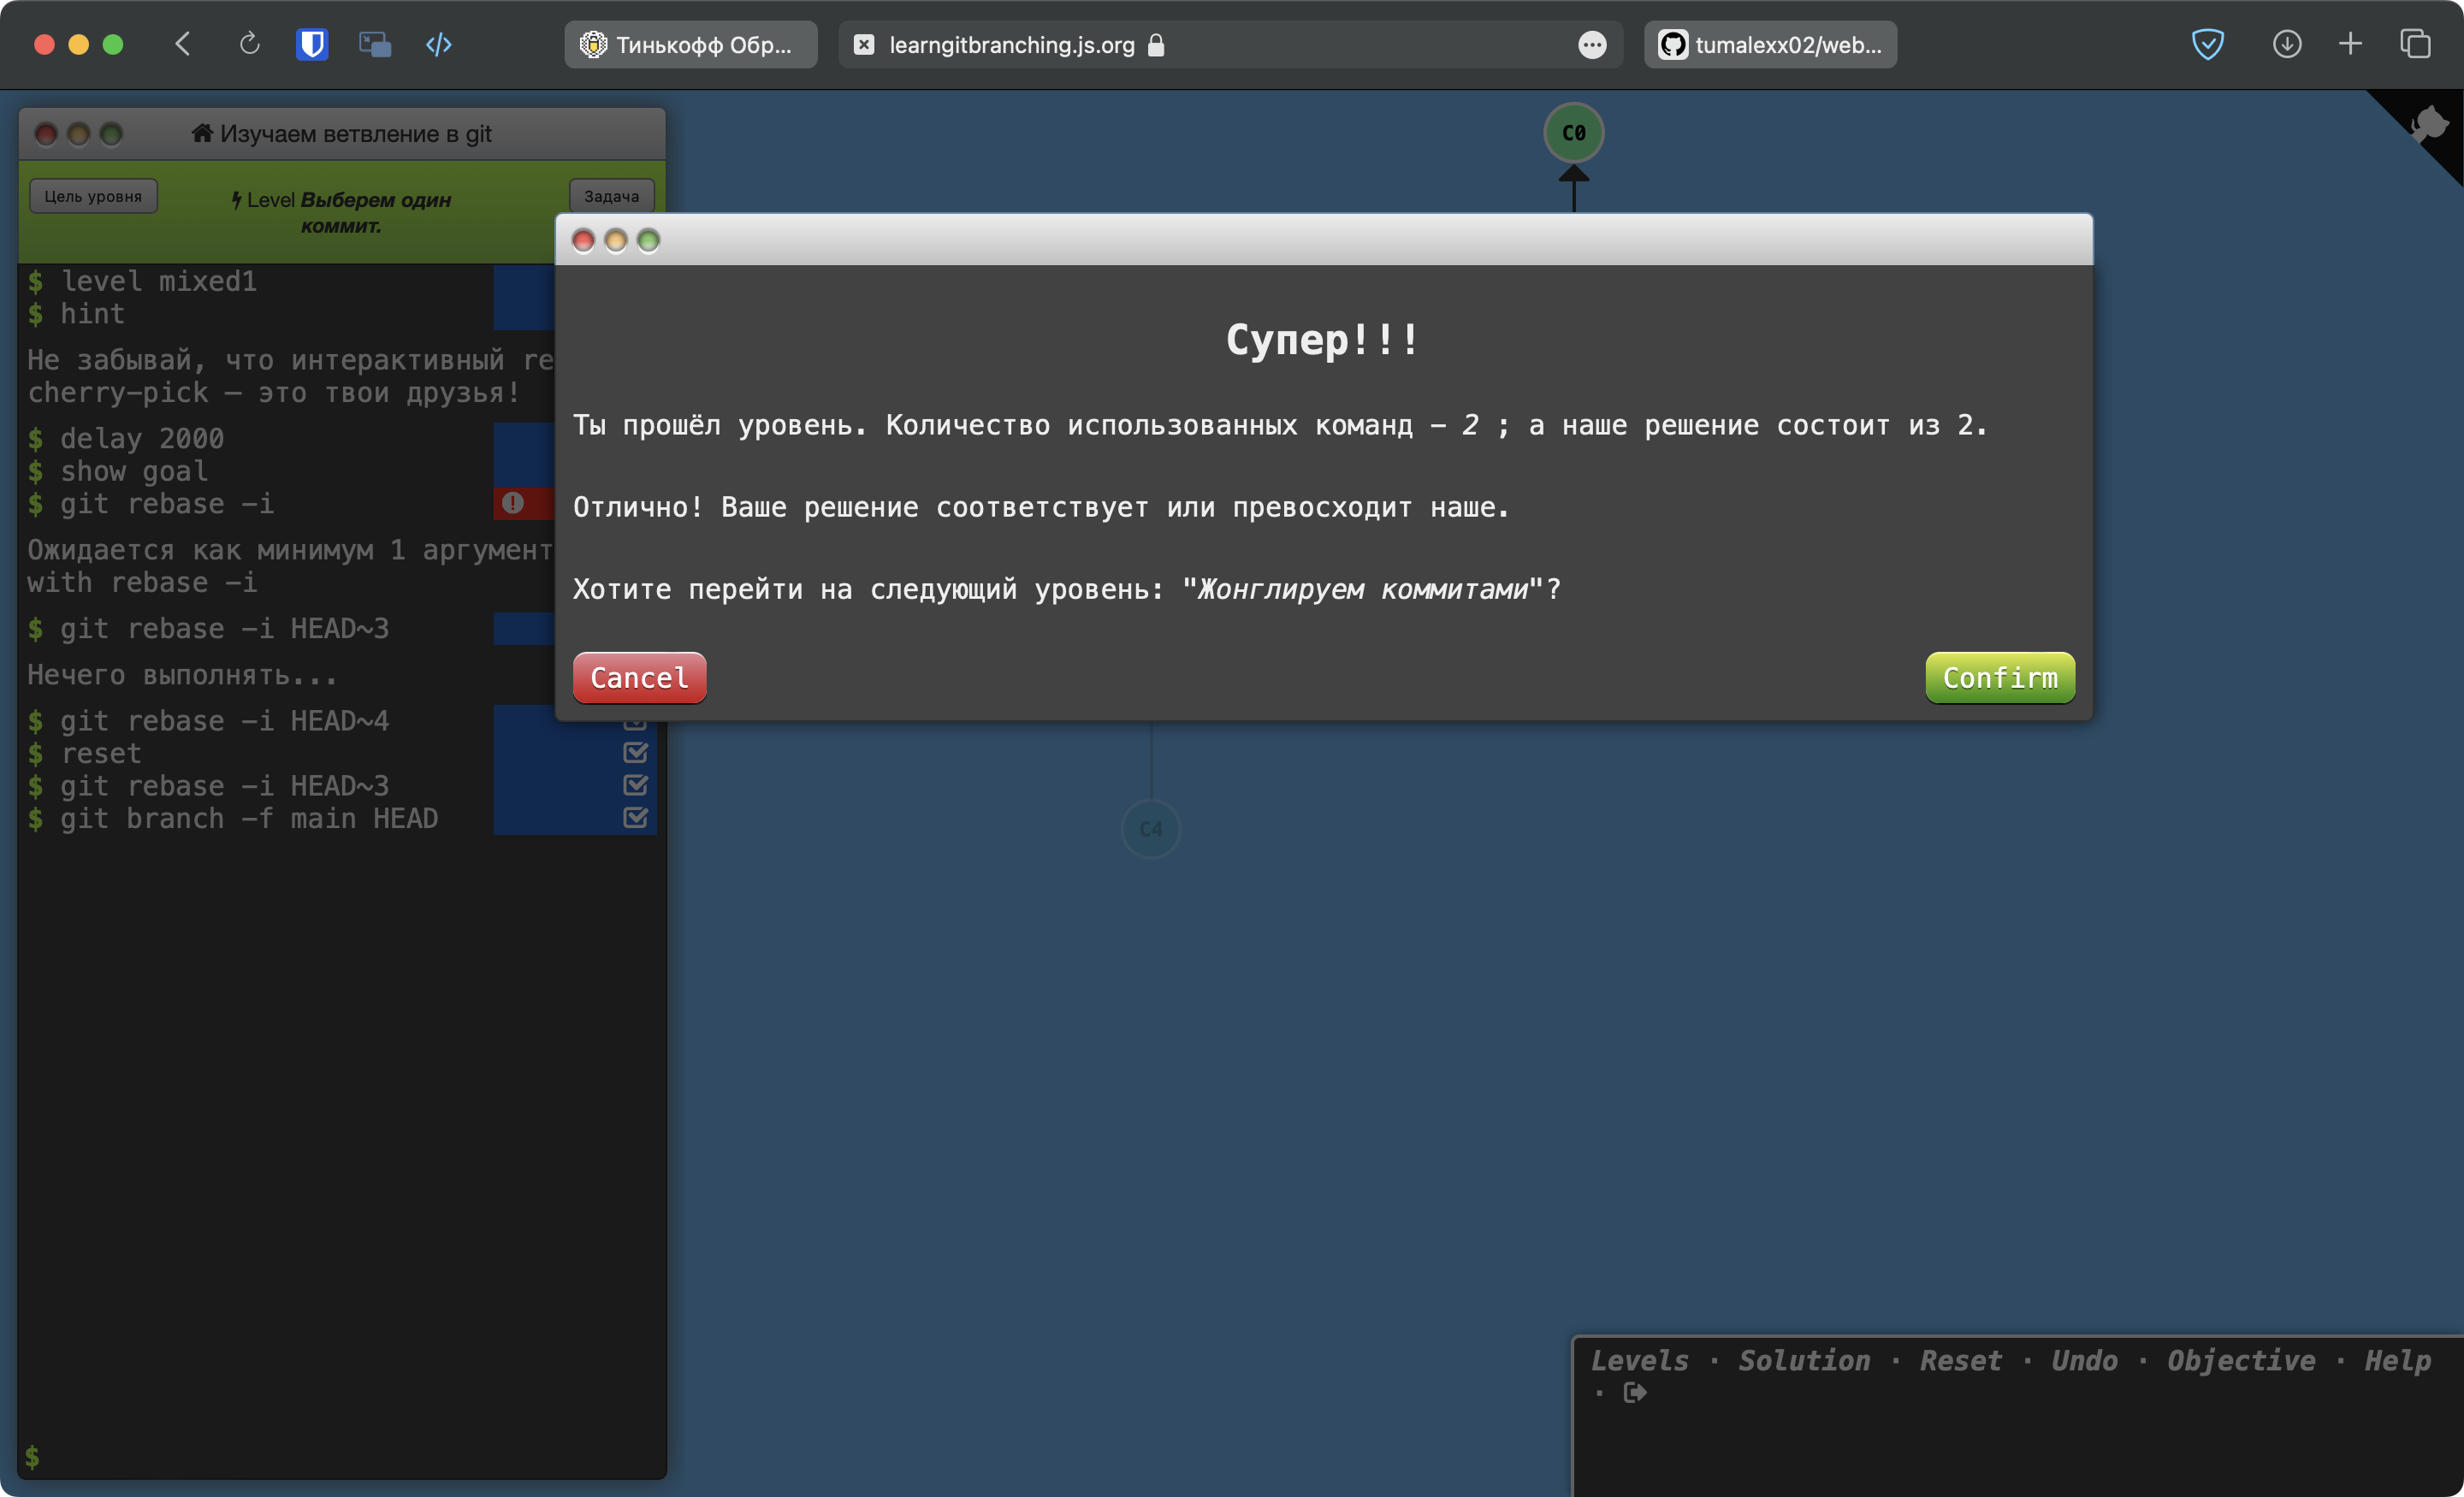 Тинькофф Обр...
learngitbranching.js.org
tumalexx02/web...
Изучаем ветвление в git
Цель уровня
Level Выберем один
коммит.
Задача
$ level mixed1
$ hint
Не забывай, что интерактивный re
cherry-pick — это твои друзья!
$ delay 2000
$ show goal
$ git rebase -i
Ожидается как минимум 1 аргумент
with rebase -i
$ git rebase -i HEAD~3
Нечего выполнять...
$ git rebase -i HEAD~4
$ reset
$ git rebase -i HEAD~3
$ git branch -f main HEAD
$
C0
Супер!!!
Ты прошёл уровень. Количество использованных команд - 2 ; а наше решение состоит из 2.
Отлично! Ваше решение соответствует или превосходит наше.
Хотите перейти на следующий уровень: "Жонглируем коммитами"?
Cancel
Confirm
C4
Levels · Solution · Reset · Undo · Objective · Help
·